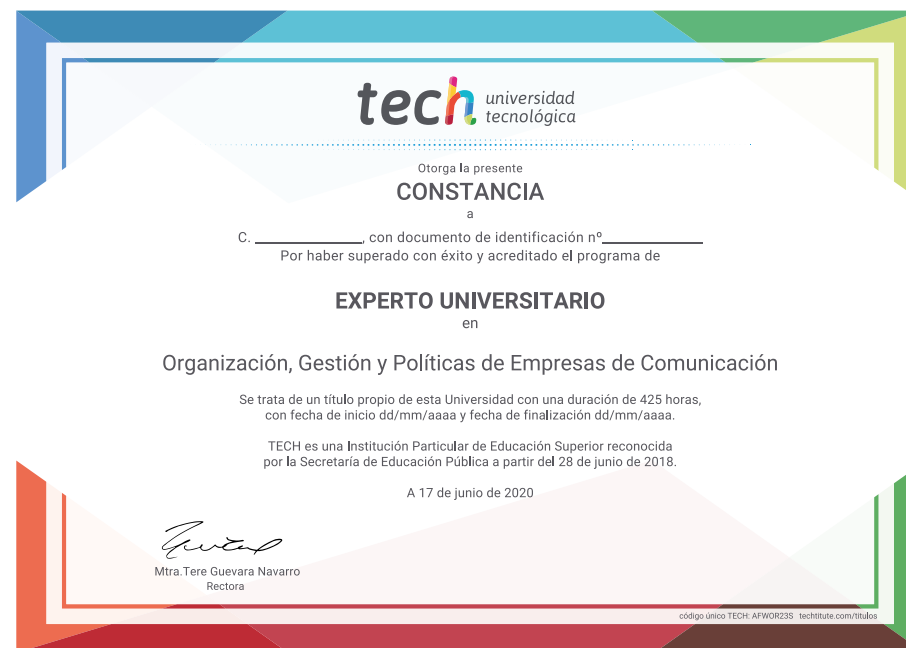 tech universidad
tecnológica
Otorga la presente
CONSTANCIA
a
C. ____________, con documento de identificación nº____________
Por haber superado con éxito y acreditado el programa de
EXPERTO UNIVERSITARIO
en
Organización, Gestión y Políticas de Empresas de Comunicación
Se trata de un título propio de esta Universidad con una duración de 425 horas,
con fecha de inicio dd/mm/aaaa y fecha de finalización dd/mm/aaaa.
TECH es una Institución Particular de Educación Superior reconocida
por la Secretaría de Educación Pública a partir del 28 de junio de 2018.
A 17 de junio de 2020
Mtra.Tere Guevara Navarro
Rectora
código único TECH: AFWOR23S techtitute.com/titulos